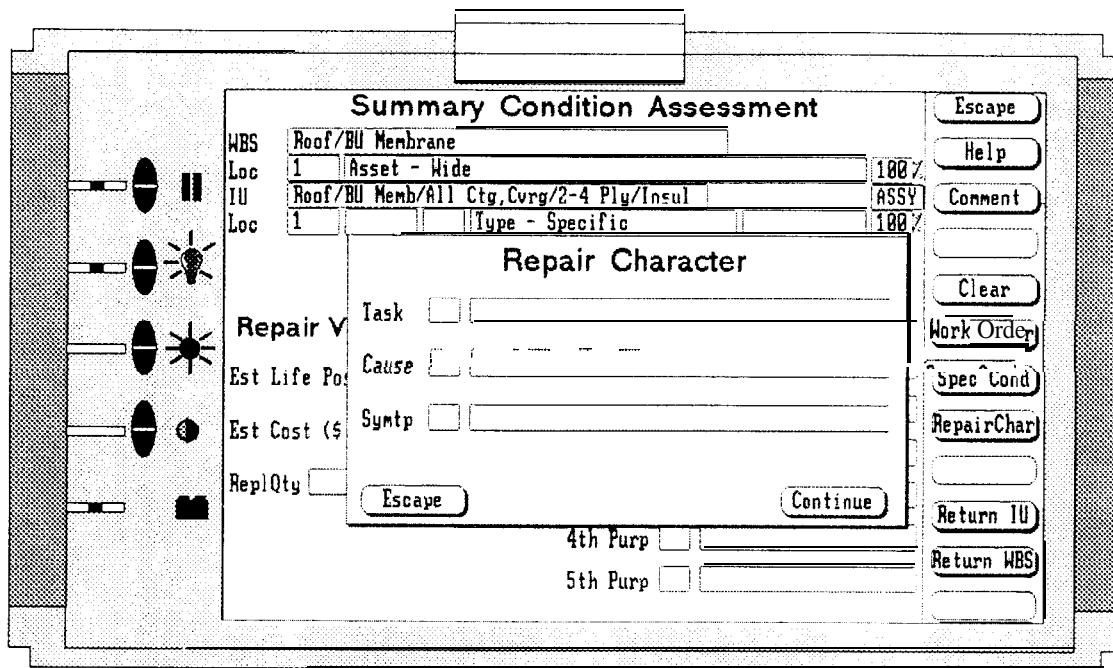 Summary Condition Assessment
WBS Roof/BU Membrane
Loc 1 Asset - Wide 100%
IU Roof/BU Memb/All Ctg,Cvrg/2-4 Ply/Insul ASSY
Loc 1 Type - Specific 100%
Repair Character
Task
Cause
Symtp
Escape Continue
Repair V
Est Life Pos
Est Cost ($
ReplQty
4th Purp
5th Purp
Escape
Help
Comment
Clear
Work Order
Spec Cond
RepairChar
Return IU
Return WBS